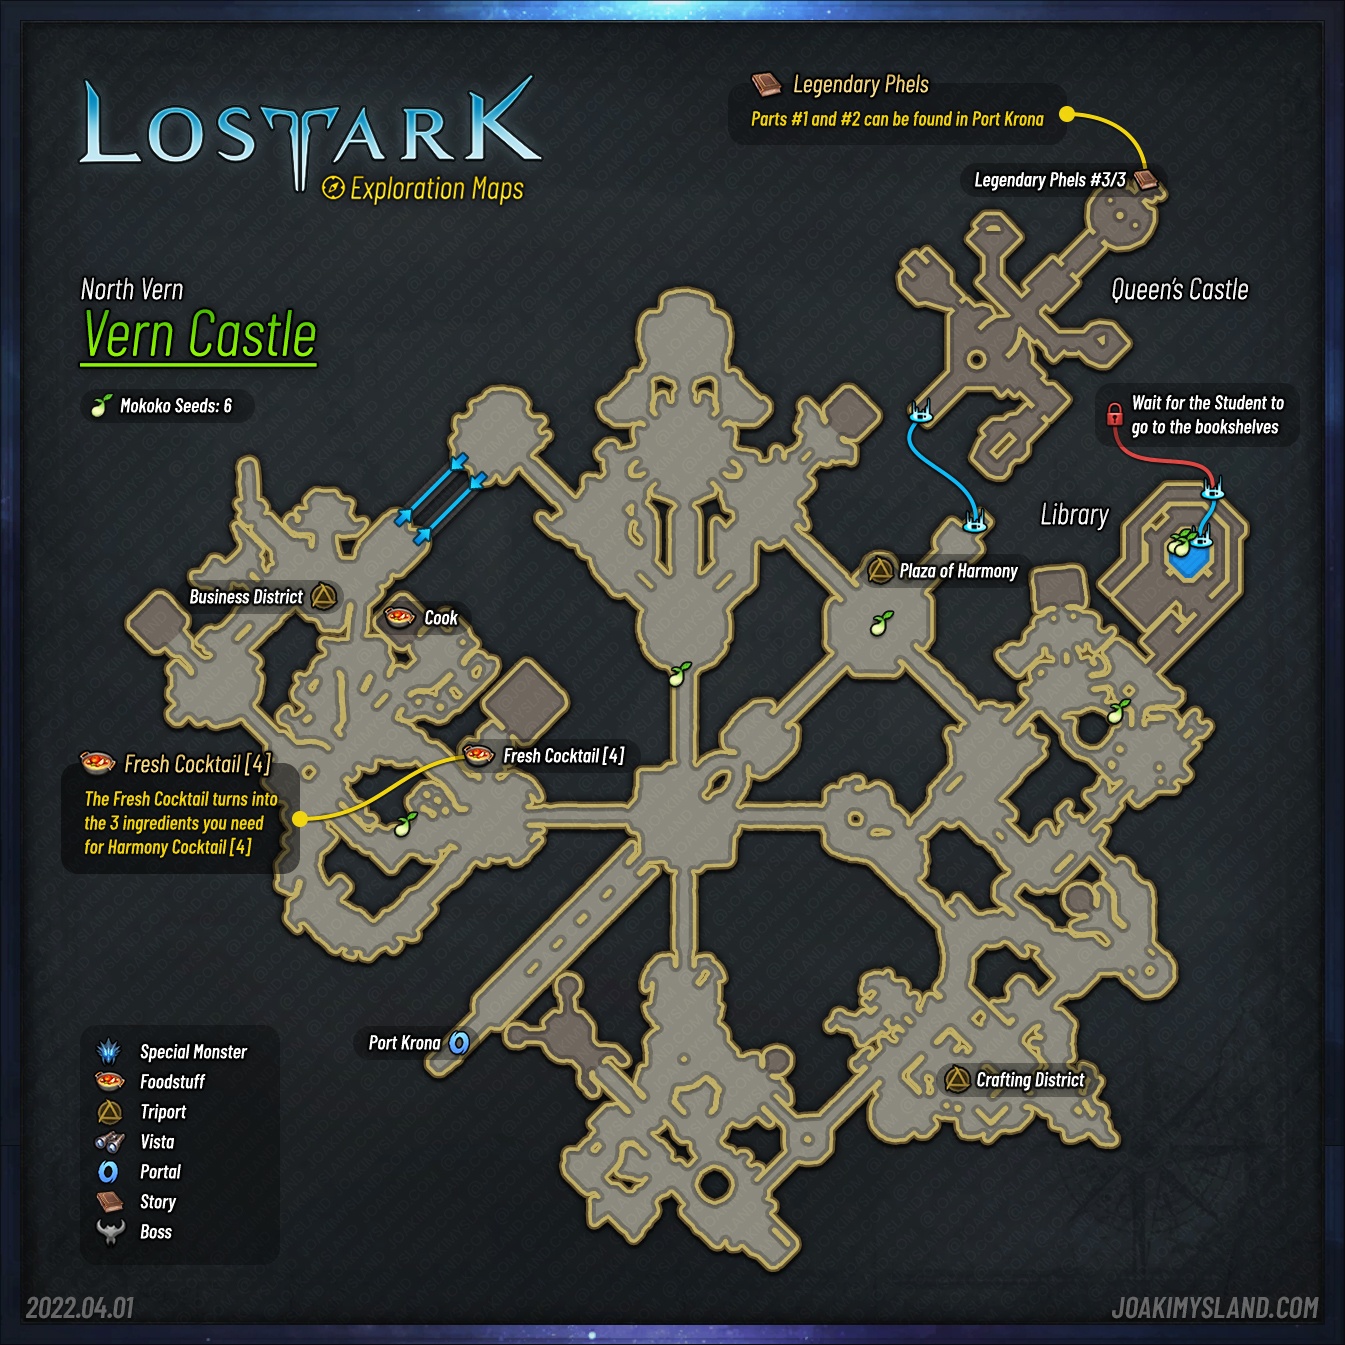 LOST ARK
Exploration Maps
Legendary Phels
Parts #1 and #2 can be found in Port Krona
Legendary Phels #3/3
Queen's Castle
North Vern
Vern Castle
Mokoko Seeds: 6
Wait for the Student to
go to the bookshelves
Library
Plaza of Harmony
Business District
Cook
Fresh Cocktail [4]
Fresh Cocktail [4]
The Fresh Cocktail turns into
the 3 ingredients you need
for Harmony Cocktail [4]
Port Krona
Crafting District
Special Monster
Foodstuff
Triport
Vista
Portal
Story
Boss
2022.04.01
JOAKIMYSLAND.COM